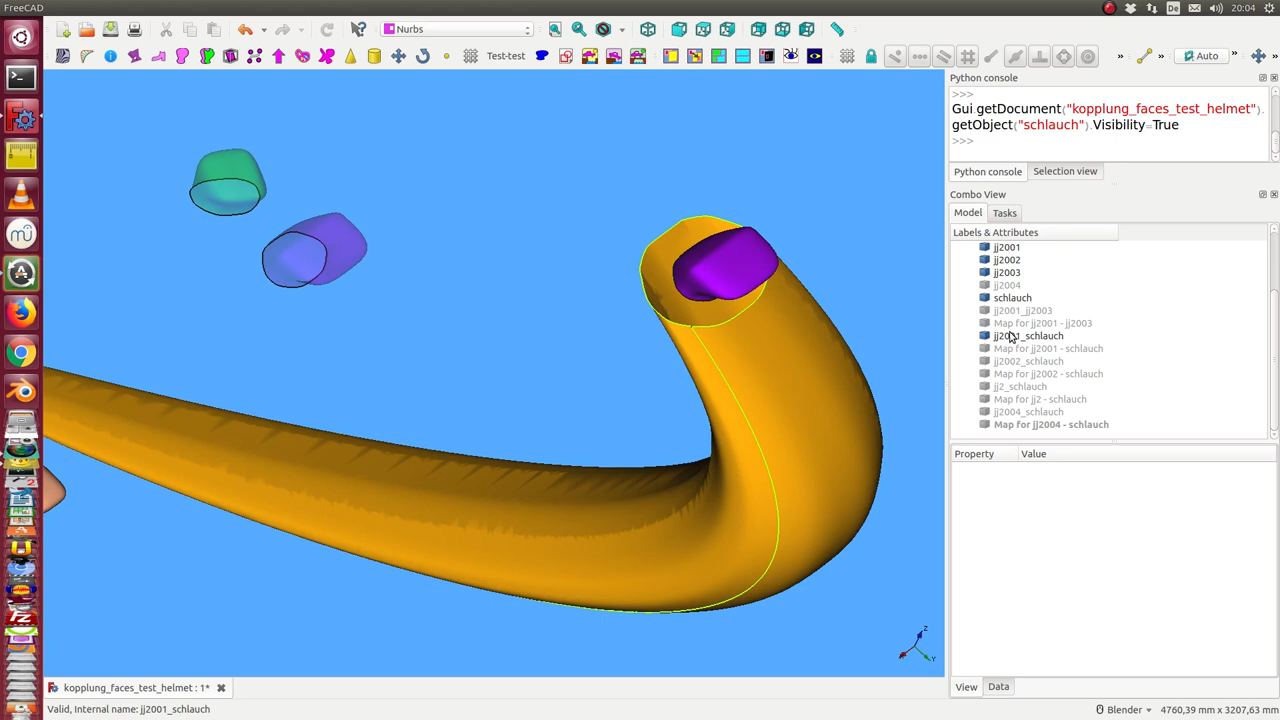 FreeCAD
De
20:04
Nurbs
Test-test
Auto
Python console
>>>
Gui getDocument("kopplung_faces_test_helmet").
getObject("schlauch").Visibility=True
>>>
Python console
Selection view
Combo View
Model
Tasks
Labels & Attributes
jj2001
jj2002
jj2003
jj2004
schlauch
jj2001_jj2003
Map for jj2001 - jj2003
jj2001_schlauch
Map for jj2001 - schlauch
jj2002_schlauch
Map for jj2002 - schlauch
jj2_schlauch
Map for jj2 - schlauch
jj2004_schlauch
Map for jj2004 - schlauch
Property
Value
Z
Y
View
Data
kopplung_faces_test_helmet : 1*
Valid, Internal name: jj2001_schlauch
Blender
4760,39 mm x 3207,63 mm